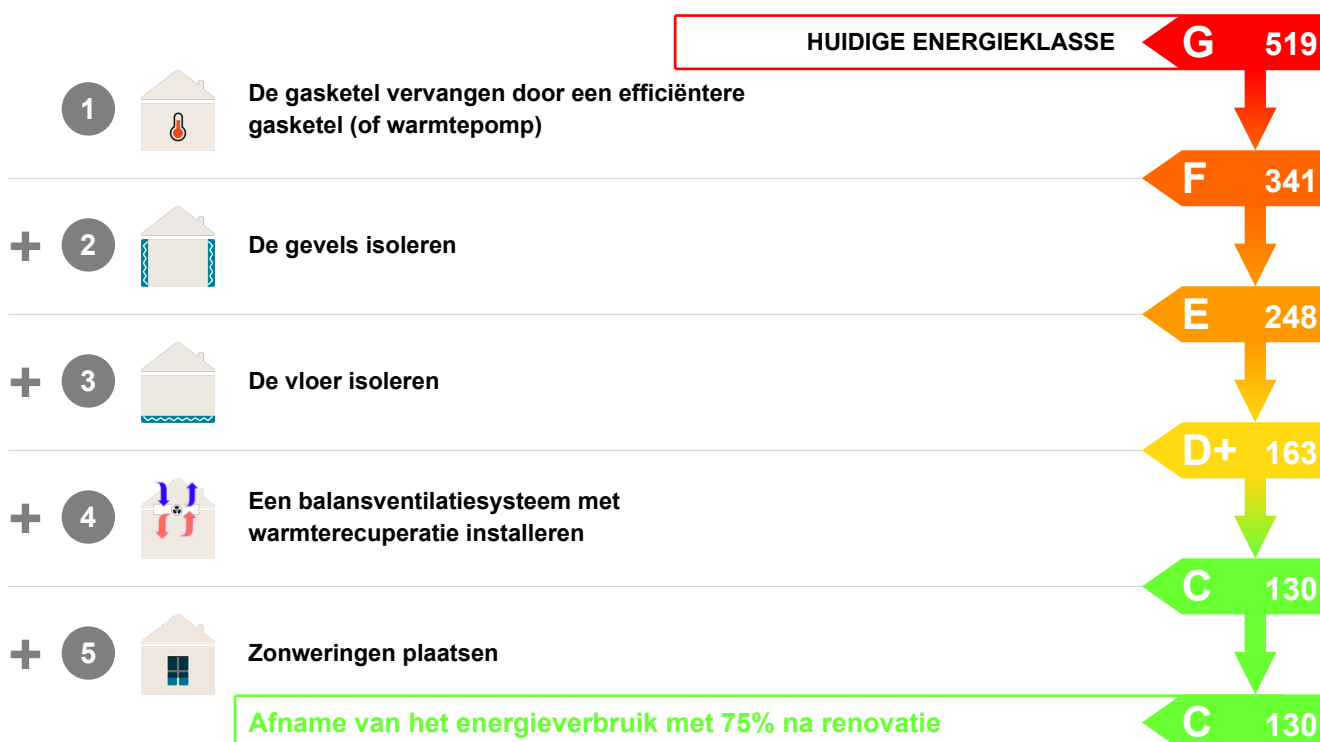 HUIDIGE ENERGIEKLASSE G 519
1 De gasketel vervangen door een efficiëntere
gasketel (of warmtepomp)
F 341
+ 2 De gevels isoleren
E 248
+ 3 De vloer isoleren
D+ 163
+ 4 Een balansventilatiesysteem met
warmterecuperatie installeren
C 130
+ 5 Zonweringen plaatsen
Afname van het energieverbruik met 75% na renovatie C 130